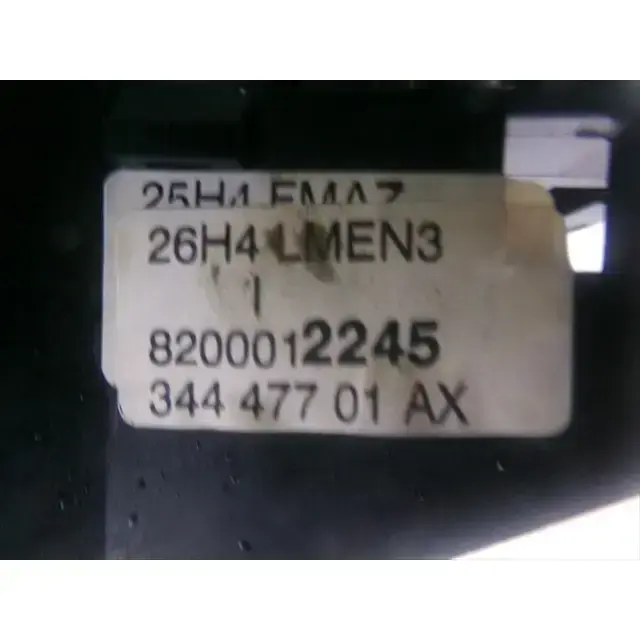 25H4 EMAZ
26H4 LMEN3
I
8200012245
344 477 01 AX